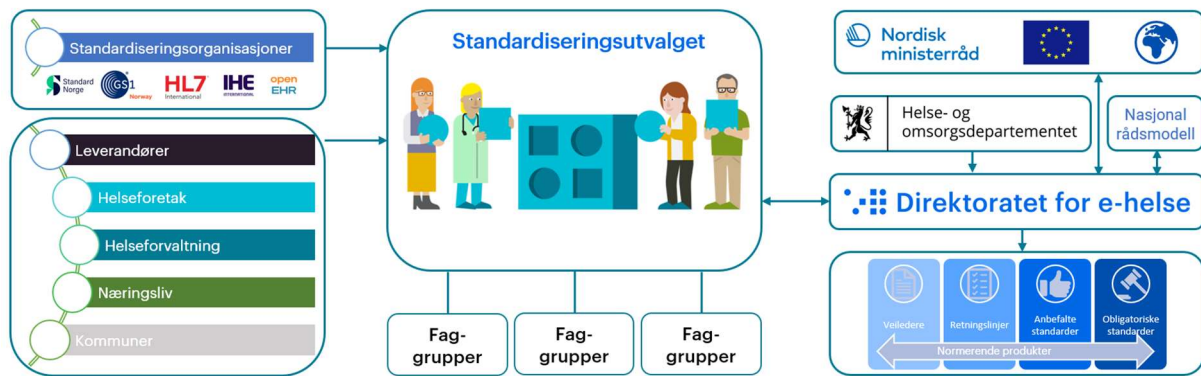 Standardiseringsorganisasjoner
Standard
Norge
GS1
Norway
HL7
International
IHE
INTERNATIONAL
open
EHR
Leverandører
Helseforetak
Helseforvaltning
Næringsliv
Kommuner
Standardiseringsutvalget
Fag-
grupper
Fag-
grupper
Fag-
grupper
Nordisk
ministerråd
Helse- og
omsorgsdepartementet
Nasjonal
rådsmodell
Direktoratet for e-helse
Veiledere
Retningslinjer
Anbefalte
standarder
Obligatoriske
standarder
Normerende produkter